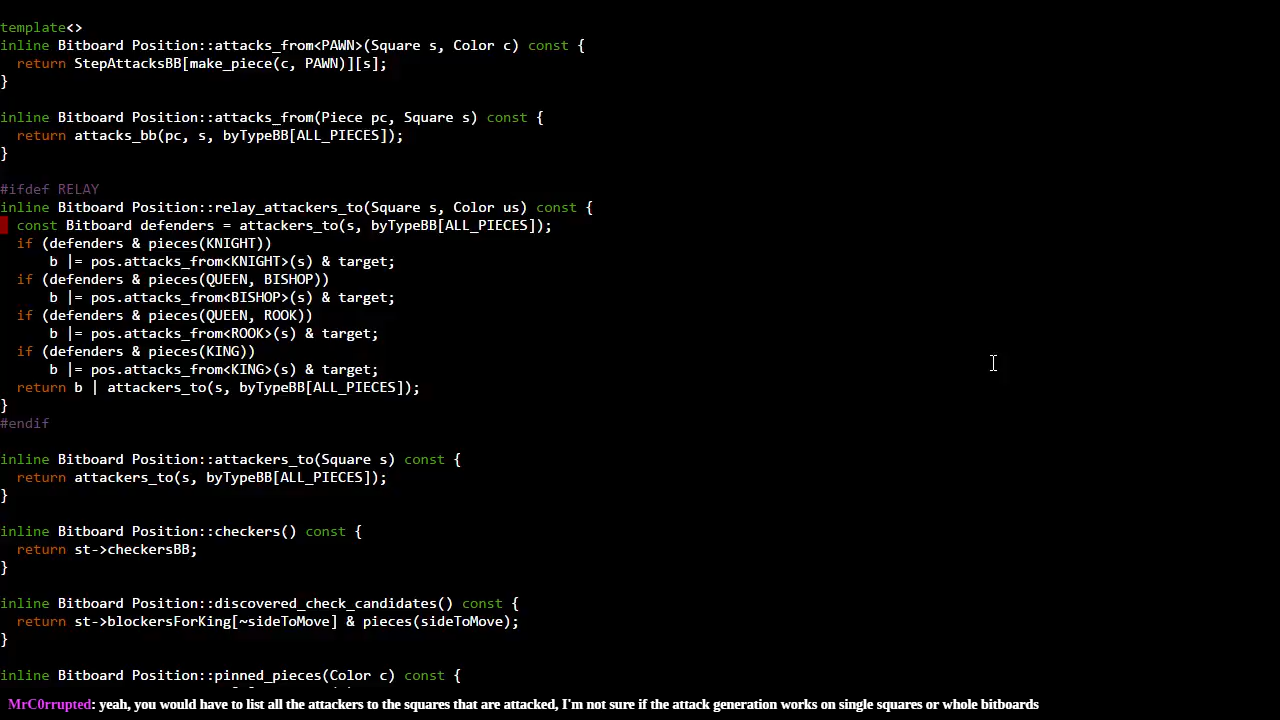 template<>
inline Bitboard Position::attacks_from<PAWN>(Square s, Color c) const {
  return StepAttacksBB[make_piece(c, PAWN)][s];
}

inline Bitboard Position::attacks_from(Piece pc, Square s) const {
  return attacks_bb(pc, s, byTypeBB[ALL_PIECES]);
}

#ifdef RELAY
inline Bitboard Position::relay_attackers_to(Square s, Color us) const {
  const Bitboard defenders = attackers_to(s, byTypeBB[ALL_PIECES]);
  if (defenders & pieces(KNIGHT))
      b |= pos.attacks_from<KNIGHT>(s) & target;
  if (defenders & pieces(QUEEN, BISHOP))
      b |= pos.attacks_from<BISHOP>(s) & target;
  if (defenders & pieces(QUEEN, ROOK))
      b |= pos.attacks_from<ROOK>(s) & target;
  if (defenders & pieces(KING))
      b |= pos.attacks_from<KING>(s) & target;
  return b | attackers_to(s, byTypeBB[ALL_PIECES]);
}
#endif

inline Bitboard Position::attackers_to(Square s) const {
  return attackers_to(s, byTypeBB[ALL_PIECES]);
}

inline Bitboard Position::checkers() const {
  return st->checkersBB;
}

inline Bitboard Position::discovered_check_candidates() const {
  return st->blockersForKing[~sideToMove] & pieces(sideToMove);
}

inline Bitboard Position::pinned_pieces(Color c) const {
MrC0rrupted: yeah, you would have to list all the attackers to the squares that are attacked, I'm not sure if the attack generation works on single squares or whole bitboards